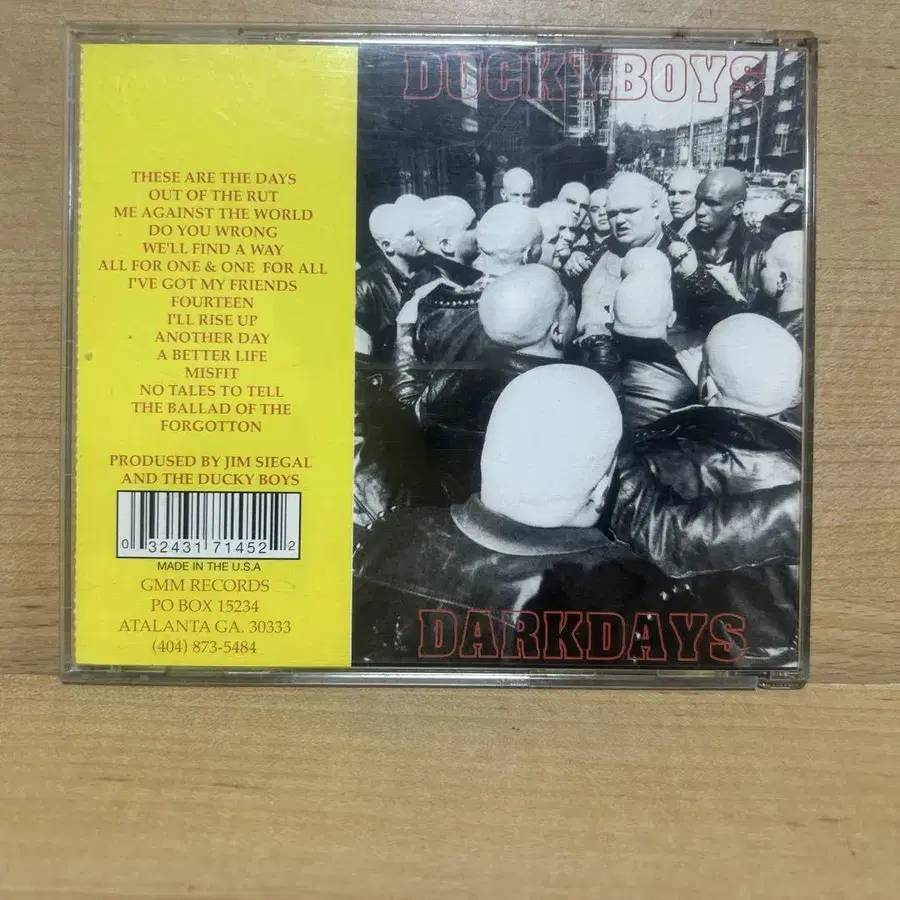 DUCKYBOYS
THESE ARE THE DAYS
OUT OF THE RUT
ME AGAINST THE WORLD
DO YOU WRONG
WE'LL FIND A WAY
ALL FOR ONE & ONE FOR ALL
I'VE GOT MY FRIENDS
FOURTEEN
I'LL RISE UP
ANOTHER DAY
A BETTER LIFE
MISFIT
NO TALES TO TELL
THE BALLAD OF THE
FORGOTTON
PRODUSED BY JIM SIEGAL
AND THE DUCKY BOYS
0 32431 71452 2
MADE IN THE U.S.A
GMM RECORDS
PO BOX 15234
ATALANTA GA. 30333
(404) 873-5484
DARKDAYS